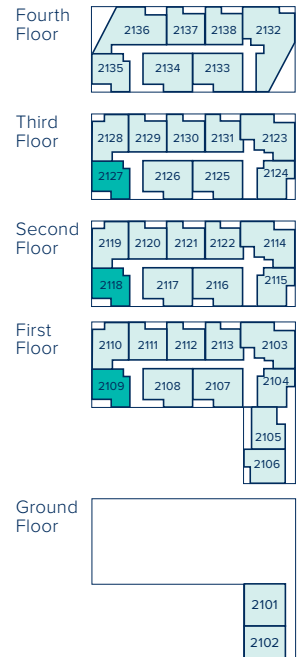 Fourth
Floor
2136 2137 2138 2132
2135 2134 2133
Third
Floor
2128 2129 2130 2131 2123
2127 2126 2125 2124
Second
Floor
2119 2120 2121 2122 2114
2118 2117 2116 2115
First
Floor
2110 2111 2112 2113 2103
2109 2108 2107 2104
2105
2106
Ground
Floor
2101
2102